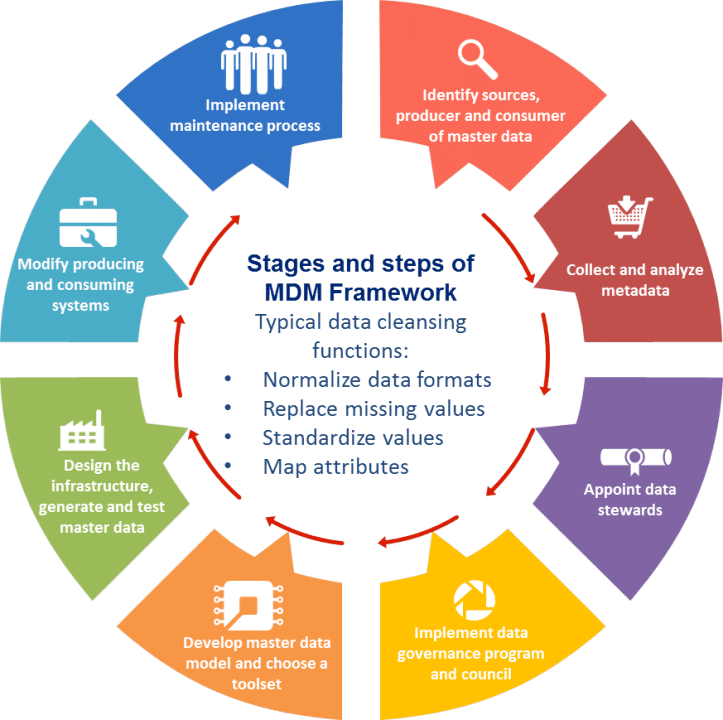 Implement
maintenance process
Identify sources,
producer and consumer
of master data
Collect and analyze
metadata
Appoint data
stewards
Implement data
governance program
and council
Develop master data
model and choose a
toolset
Design the
infrastructure,
generate and test
master data
Modify producing
and consuming
systems
Stages and steps of
MDM Framework
Typical data cleansing
functions:
• Normalize data formats
• Replace missing values
• Standardize values
• Map attributes